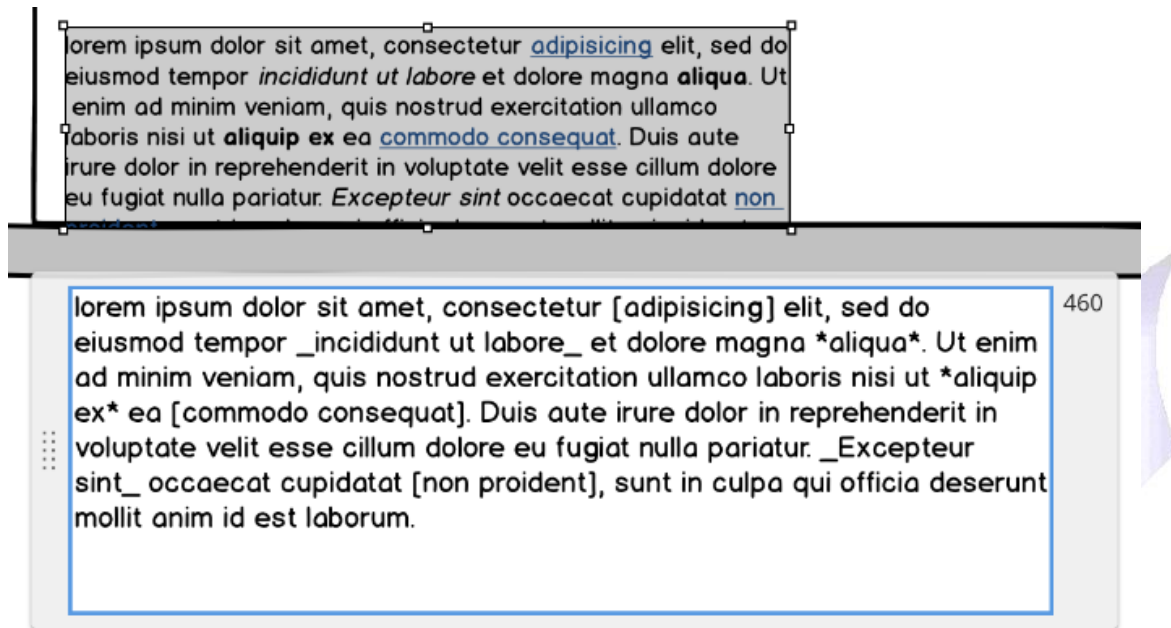 lorem ipsum dolor sit amet, consectetur adipisicing elit, sed do
eiusmod tempor incididunt ut labore et dolore magna aliqua. Ut
enim ad minim veniam, quis nostrud exercitation ullamco
laboris nisi ut aliquip ex ea commodo consequat. Duis aute
irure dolor in reprehenderit in voluptate velit esse cillum dolore
eu fugiat nulla pariatur. Excepteur sint occaecat cupidatat non
lorem ipsum dolor sit amet, consectetur [adipisicing] elit, sed do
eiusmod tempor _incididunt ut labore_ et dolore magna *aliqua*. Ut enim
ad minim veniam, quis nostrud exercitation ullamco laboris nisi ut *aliquip
ex* ea [commodo consequat]. Duis aute irure dolor in reprehenderit in
voluptate velit esse cillum dolore eu fugiat nulla pariatur. _Excepteur
sint_ occaecat cupidatat [non proident], sunt in culpa qui officia deserunt
mollit anim id est laborum.
460